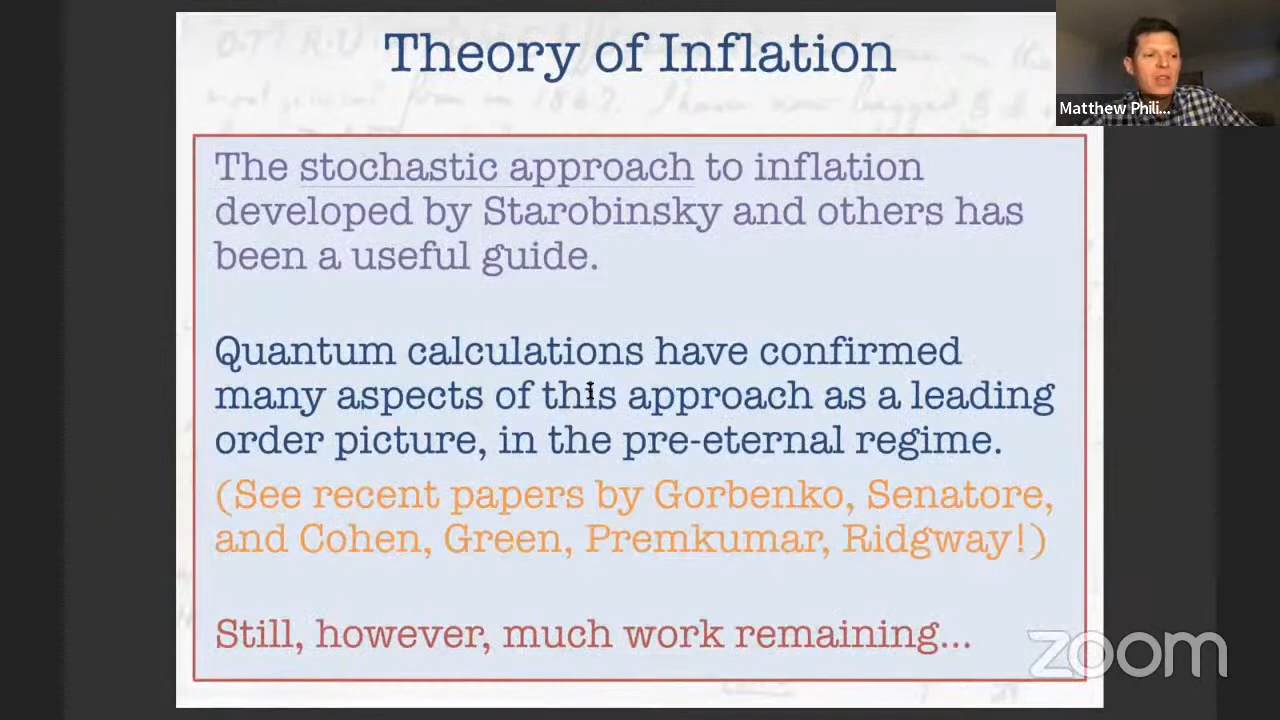 Theory of Inflation
Matthew Phili...
The stochastic approach to inflation
developed by Starobinsky and others has
been a useful guide.
Quantum calculations have confirmed
many aspects of this approach as a leading
order picture, in the pre-eternal regime.
(See recent papers by Gorbenko, Senatore,
and Cohen, Green, Premkumar, Ridgway!)
Still, however, much work remaining...
zoom